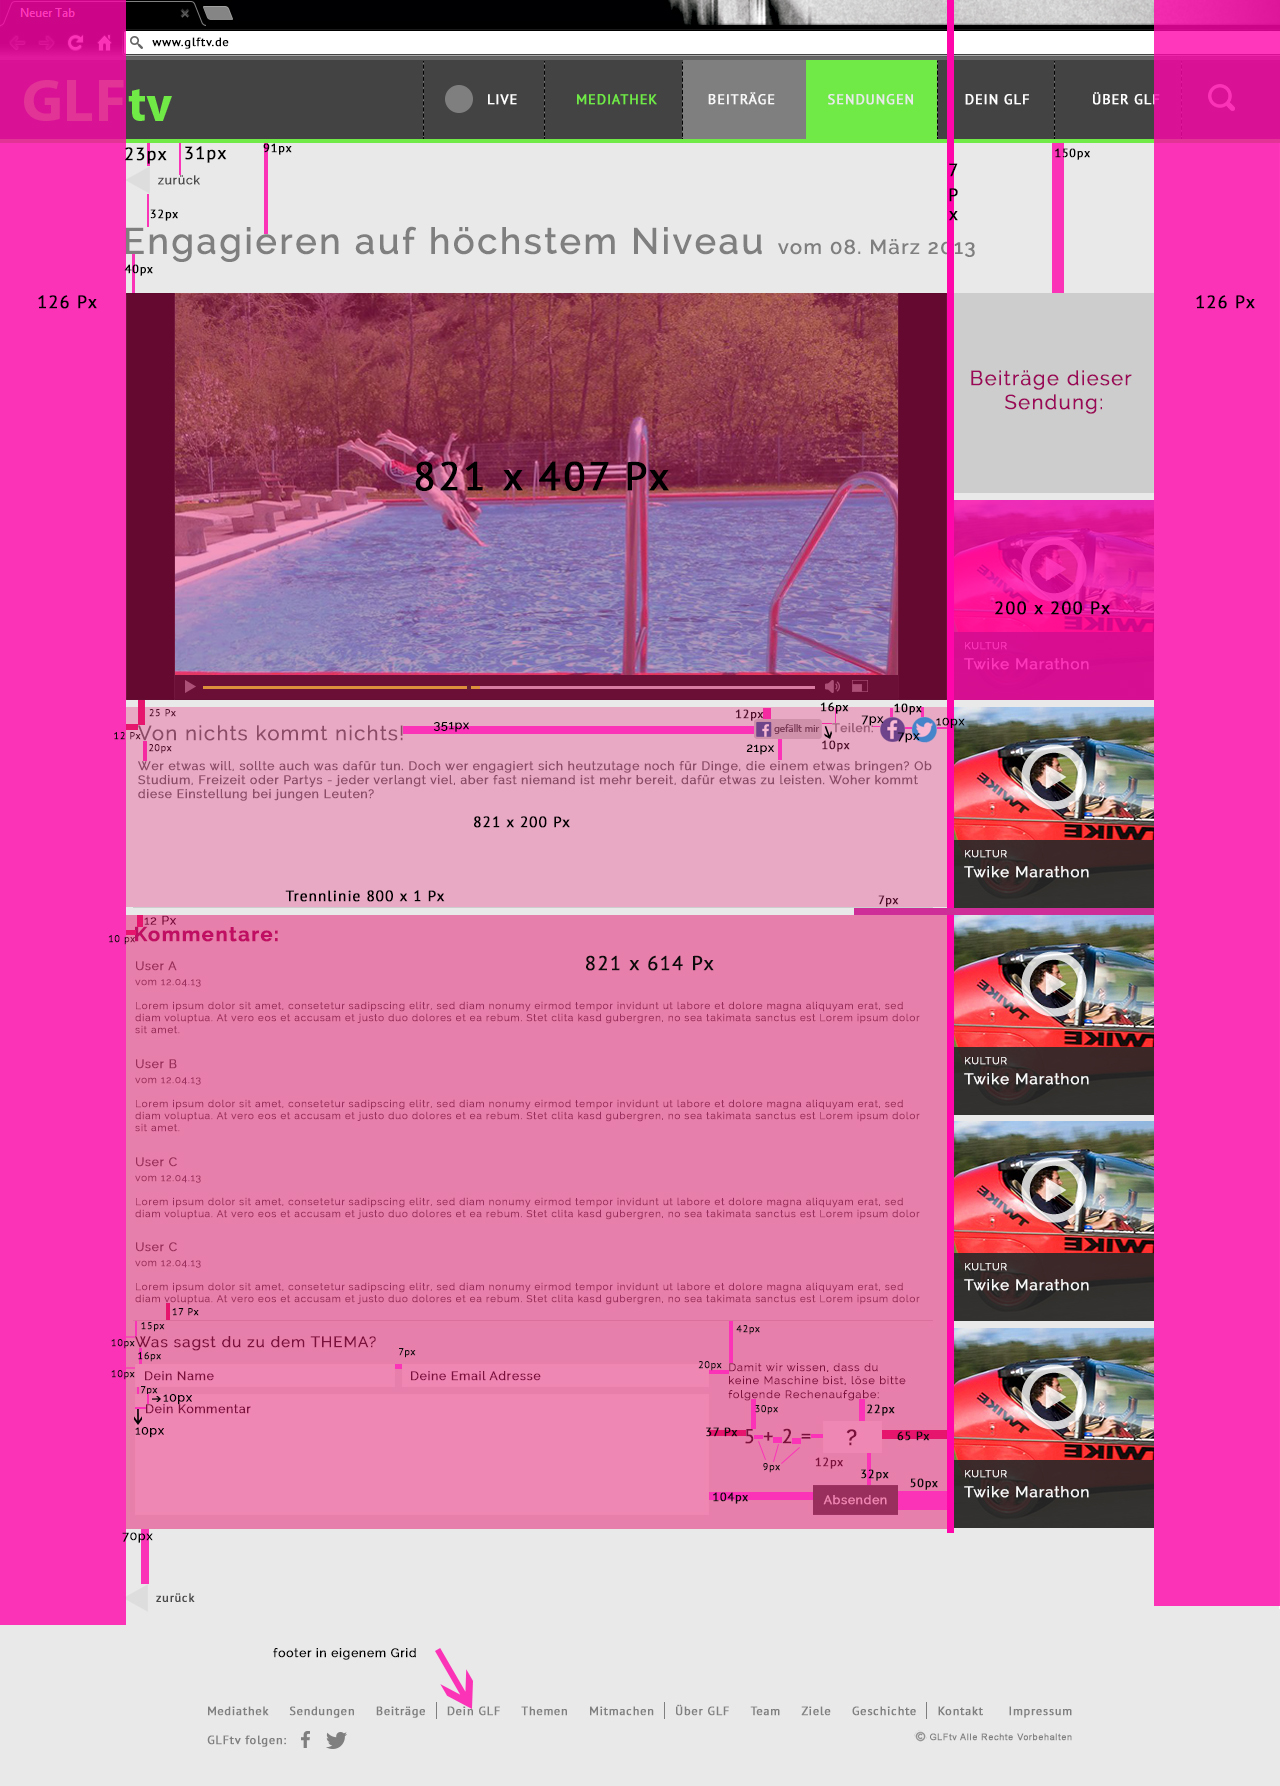 Neuer Tab
www.glftv.de
GLFtv
LIVE
MEDIATHEK
BEITRÄGE
SENDUNGEN
DEIN GLF
ÜBER GLF
23px
31px
91px
150px
7
P
x
zurück
32px
Engagieren auf höchstem Niveau vom 08. März 2013
40px
126 Px
126 Px
Beiträge dieser
Sendung:
821 x 407 Px
200 x 200 Px
KULTUR
Twike Marathon
25 Px
12 Px
Von nichts kommt nichts!
351px
12px
gefällt mir
16px
Teilen:
7px
10px
10px
7px
20px
21px
10px
Wer etwas will, sollte auch was dafür tun. Doch wer engagiert sich heutzutage noch für Dinge, die einem etwas bringen? Ob
Studium, Freizeit oder Partys - jeder verlangt viel, aber fast niemand ist mehr bereit, dafür etwas zu leisten. Woher kommt
diese Einstellung bei jungen Leuten?
821 x 200 Px
TWIKE
KULTUR
Twike Marathon
Trennlinie 800 x 1 Px
7px
12 Px
10 px
Kommentare:
821 x 614 Px
User A
vom 12.04.13
Lorem ipsum dolor sit amet, consetetur sadipscing elitr, sed diam nonumy eirmod tempor invidunt ut labore et dolore magna aliquyam erat, sed
diam voluptua. At vero eos et accusam et justo duo dolores et ea rebum. Stet clita kasd gubergren, no sea takimata sanctus est Lorem ipsum dolor
sit amet.
TWIKE
KULTUR
Twike Marathon
User B
vom 12.04.13
Lorem ipsum dolor sit amet, consetetur sadipscing elitr, sed diam nonumy eirmod tempor invidunt ut labore et dolore magna aliquyam erat, sed
diam voluptua. At vero eos et accusam et justo duo dolores et ea rebum. Stet clita kasd gubergren, no sea takimata sanctus est Lorem ipsum dolor
sit amet.
User C
vom 12.04.13
Lorem ipsum dolor sit amet, consetetur sadipscing elitr, sed diam nonumy eirmod tempor invidunt ut labore et dolore magna aliquyam erat, sed
diam voluptua. At vero eos et accusam et justo duo dolores et ea rebum. Stet clita kasd gubergren, no sea takimata sanctus est Lorem ipsum dolor
TWIKE
KULTUR
Twike Marathon
User C
vom 12.04.13
Lorem ipsum dolor sit amet, consetetur sadipscing elitr, sed diam nonumy eirmod tempor invidunt ut labore et dolore magna aliquyam erat, sed
diam voluptua. At vero eos et accusam et justo duo dolores et ea rebum. Stet clita kasd gubergren, no sea takimata sanctus est Lorem ipsum dolor
17 Px
15px
42px
10px
Was sagst du zu dem THEMA?
16px
7px
20px
Damit wir wissen, dass du
keine Maschine bist, löse bitte
folgende Rechenaufgabe:
10px
Dein Name
Deine Email Adresse
7px
10px
Dein Kommentar
10px
30px
22px
37 Px
5 + 2 = ?
65 Px
9px
12px
32px
50px
104px
Absenden
TWIKE
KULTUR
Twike Marathon
70px
zurück
footer in eigenem Grid
Mediathek
Sendungen
Beiträge
Dein GLF
Themen
Mitmachen
Über GLF
Team
Ziele
Geschichte
Kontakt
Impressum
GLFtv folgen:
© GLFtv Alle Rechte Vorbehalten